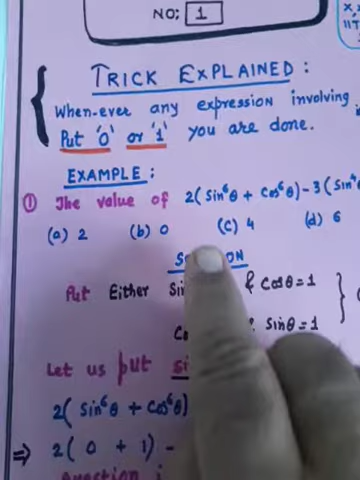 NO: 1
TRICK EXPLAINED:
When-ever any expression involving
Put '0' or '1' you are done.
EXAMPLE:
① The value of 2(Sin⁶θ + Cos⁶θ) - 3(Sin⁴
(a) 2 (b) 0 (c) 4 (d) 6
Put Either & Cosθ=1
Sinθ=1
Let us put
2(Sin⁶θ + Cos⁶θ)
⇒ 2(0 + 1) -